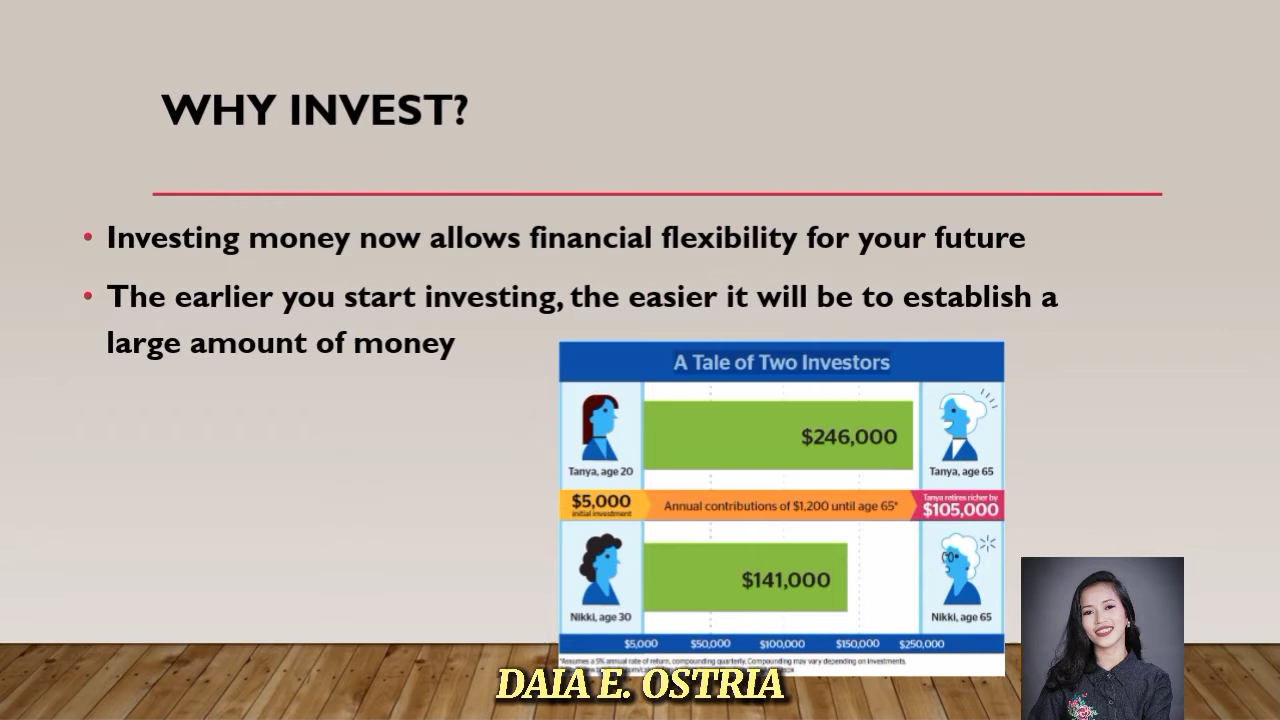 WHY INVEST?
• Investing money now allows financial flexibility for your future
• The earlier you start investing, the easier it will be to establish a
large amount of money
A Tale of Two Investors
$246,000
Tanya, age 20
Tanya, age 65
$5,000
initial investment
Annual contributions of $1,200 until age 65*
Tanya retires richer by
$105,000
$141,000
Nikki, age 30
Nikki, age 65
$5,000 $50,000 $100,000 $150,000 $250,000
*Assumes a 5% annual rate of return, compounding quarterly. Compounding may vary depending on investments.
DAIA E. OSTRIA